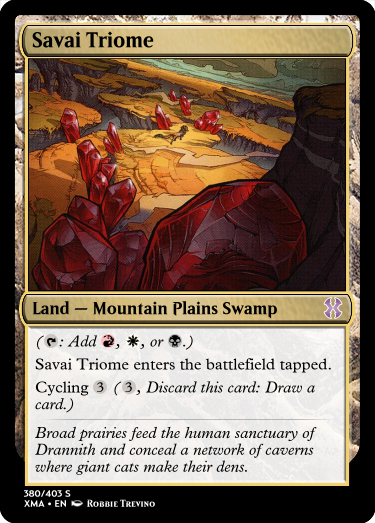 Savai Triome
Land — Mountain Plains Swamp
(: Add , , or .)
Savai Triome enters the battlefield tapped.
Cycling 3 (3, Discard this card: Draw a
card.)
Broad prairies feed the human sanctuary of
Drannith and conceal a network of caverns
where giant cats make their dens.
380/403 S
XMA • EN Robbie Trevino